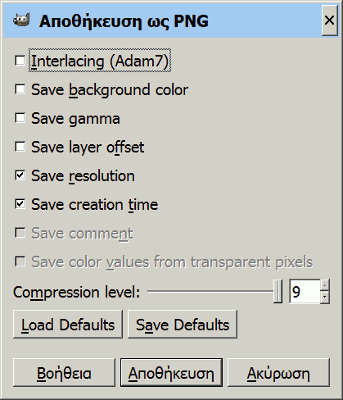 Αποθήκευση ως PNG
Interlacing (Adam7)
Save background color
Save gamma
Save layer offset
Save resolution
Save creation time
Save comment
Save color values from transparent pixels
Compression level: 9
Load Defaults Save Defaults
Βοήθεια Αποθήκευση Ακύρωση